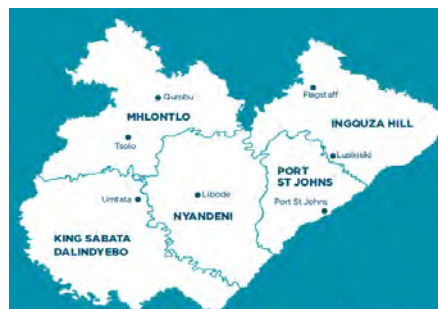 Qumbu
MHLONTLO
Tsolo
Flagstaff
INGQUZA HILL
Lusikisiki
PORT
ST JOHNS
Port St Johns
Umtata
Libode
NYANDENI
KING SABATA
DALINDYEBO